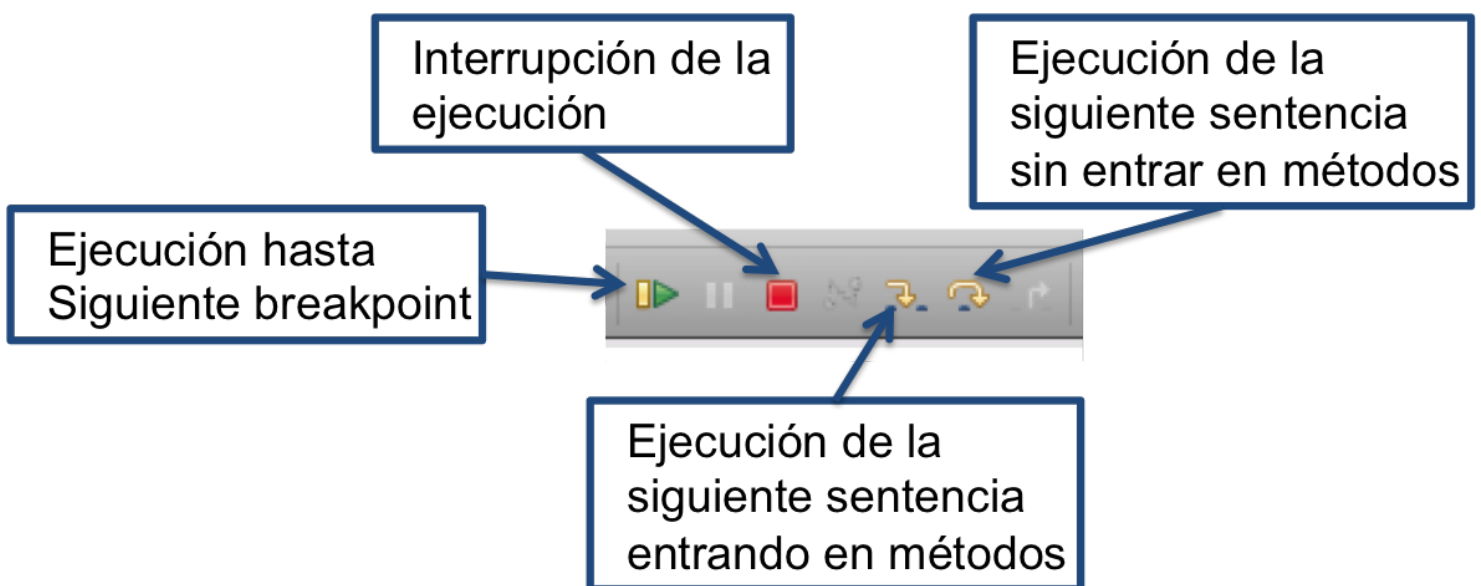 Interrupción de la
ejecución
Ejecución de la
siguiente sentencia
sin entrar en métodos
Ejecución hasta
Siguiente breakpoint
Ejecución de la
siguiente sentencia
entrando en métodos